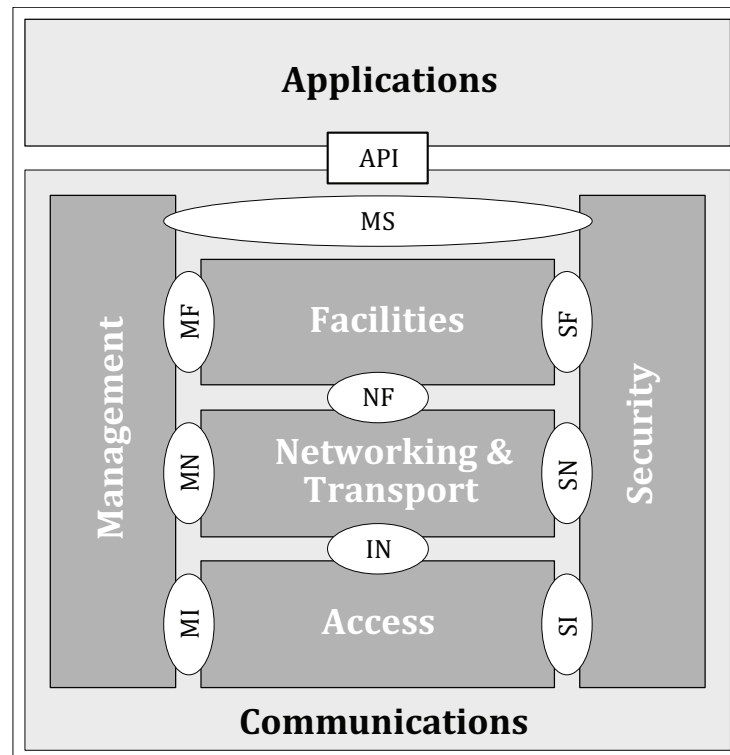 Applications
API
MS
Management
MF
Facilities
SF
Security
NF
MN
Networking &
Transport
SN
IN
MI
Access
SI
Communications